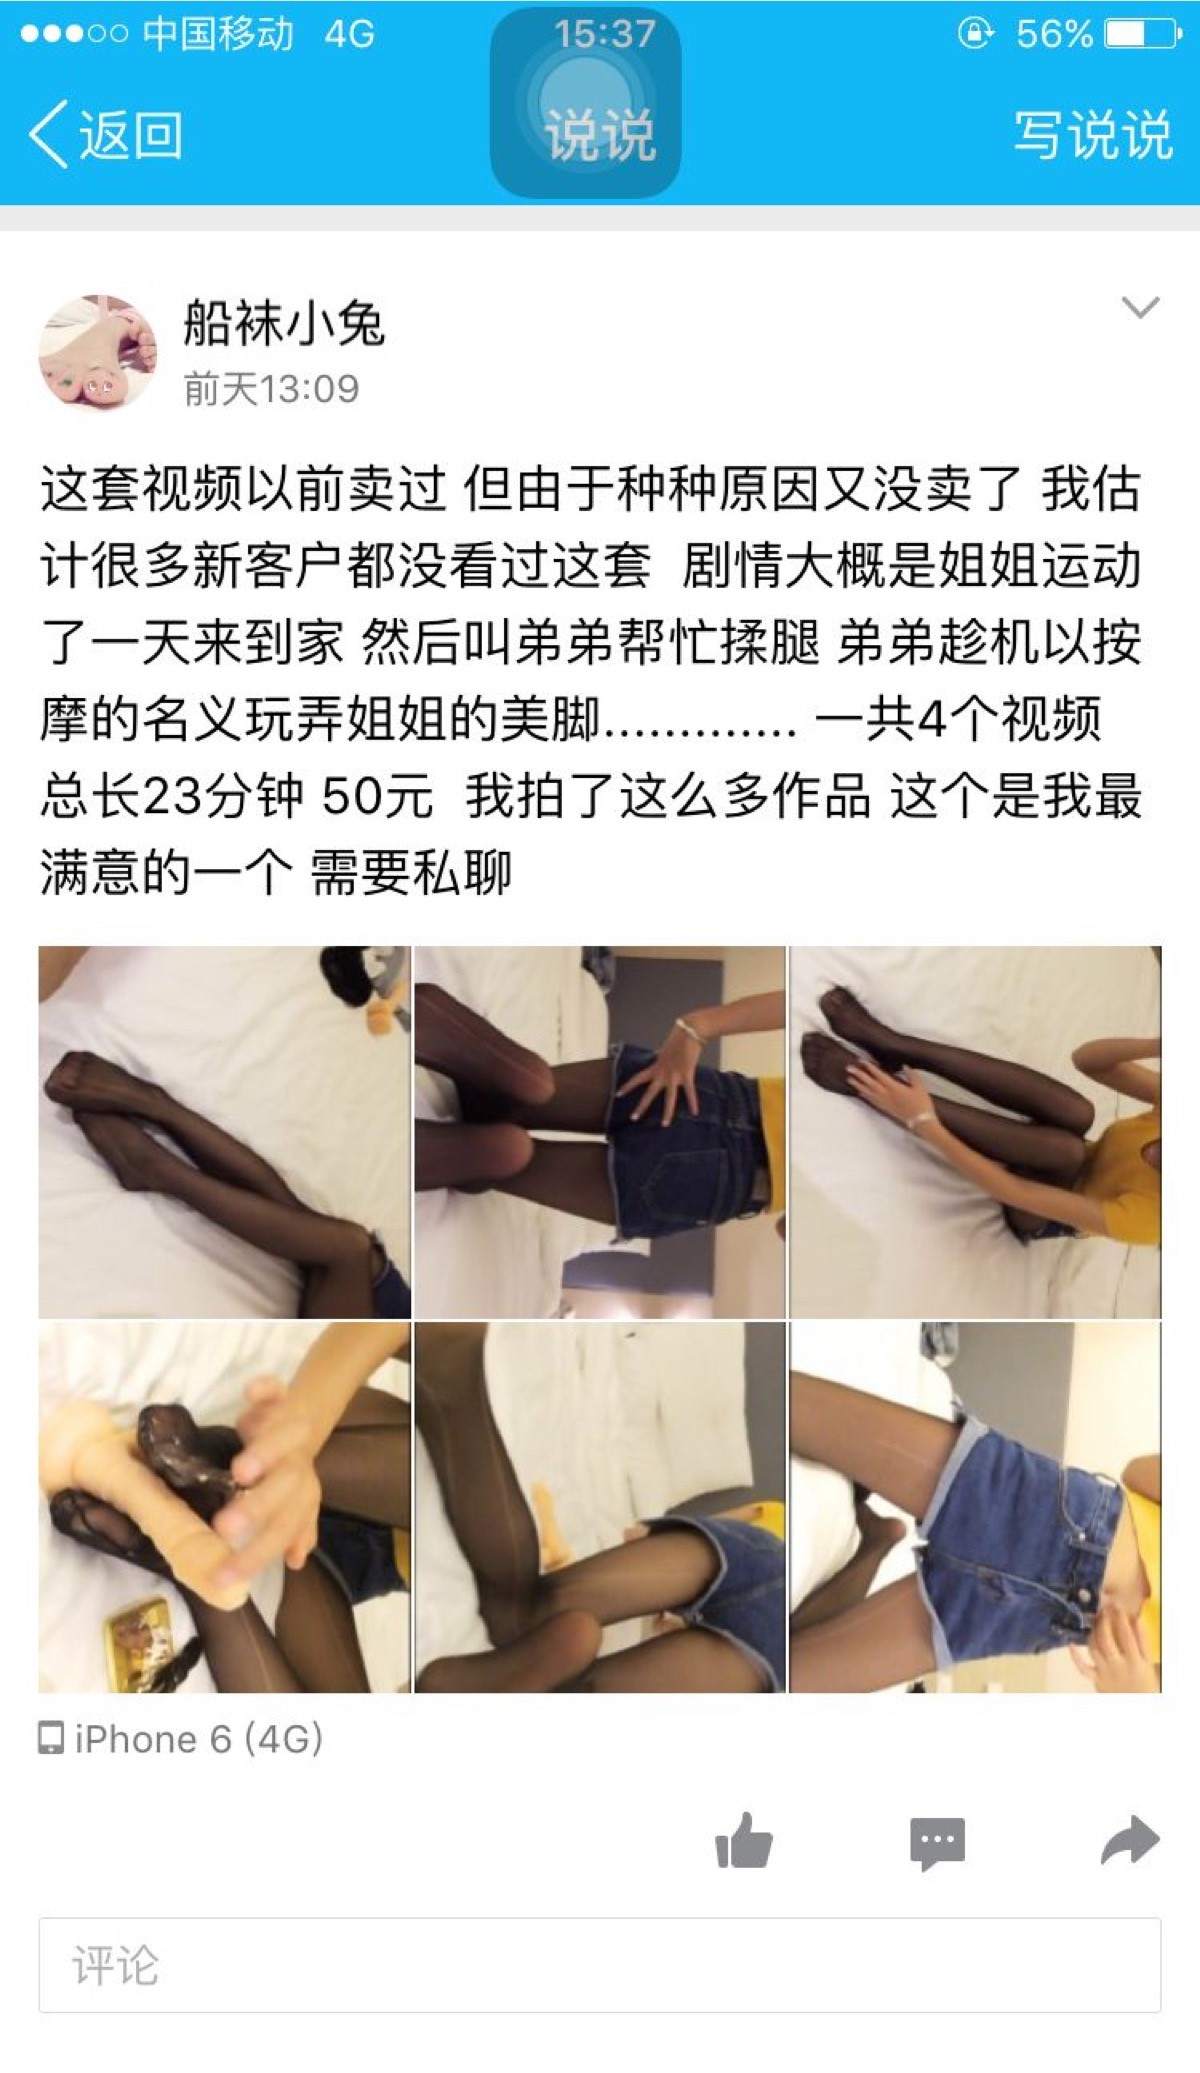 中国移动 4G 15:37 56%
返回 说说 写说说
船袜小兔
前天13:09
这套视频以前卖过 但由于种种原因又没卖了 我估
计很多新客户都没看过这套 剧情大概是姐姐运动
了一天来到家 然后叫弟弟帮忙揉腿 弟弟趁机以按
摩的名义玩弄姐姐的美脚............. 一共4个视频
总长23分钟 50元 我拍了这么多作品 这个是我最
满意的一个 需要私聊
iPhone 6 (4G)
评论